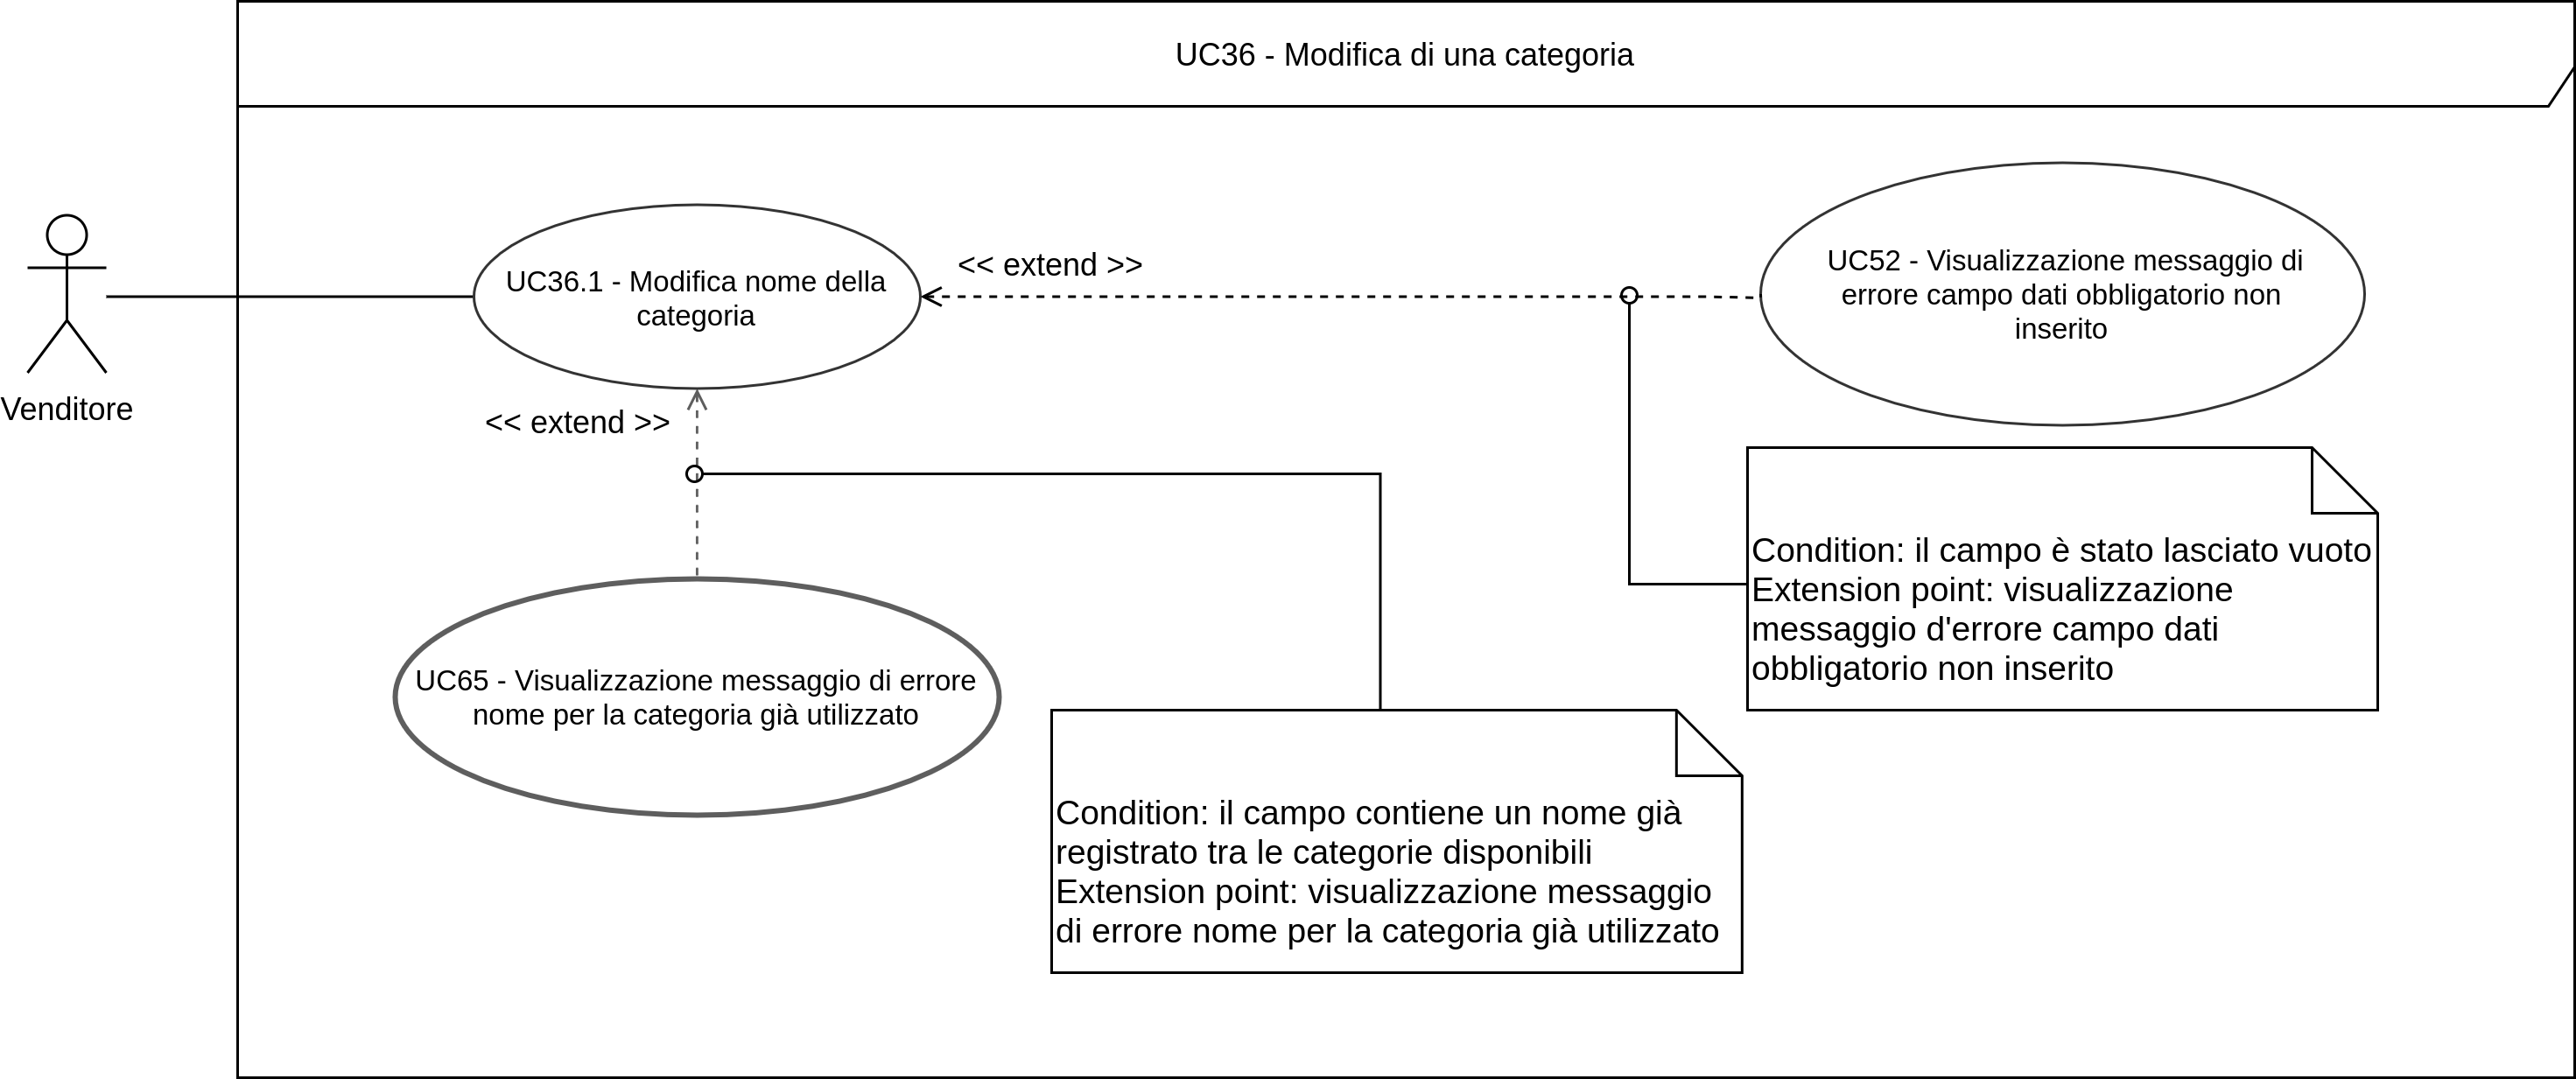 UC36 - Modifica di una categoria
Venditore
UC36.1 - Modifica nome della
categoria
<< extend >>
UC52 - Visualizzazione messaggio di
errore campo dati obbligatorio non
inserito
<< extend >>
Condition: il campo è stato lasciato vuoto
Extension point: visualizzazione
messaggio d'errore campo dati
obbligatorio non inserito
UC65 - Visualizzazione messaggio di errore
nome per la categoria già utilizzato
Condition: il campo contiene un nome già
registrato tra le categorie disponibili
Extension point: visualizzazione messaggio
di errore nome per la categoria già utilizzato